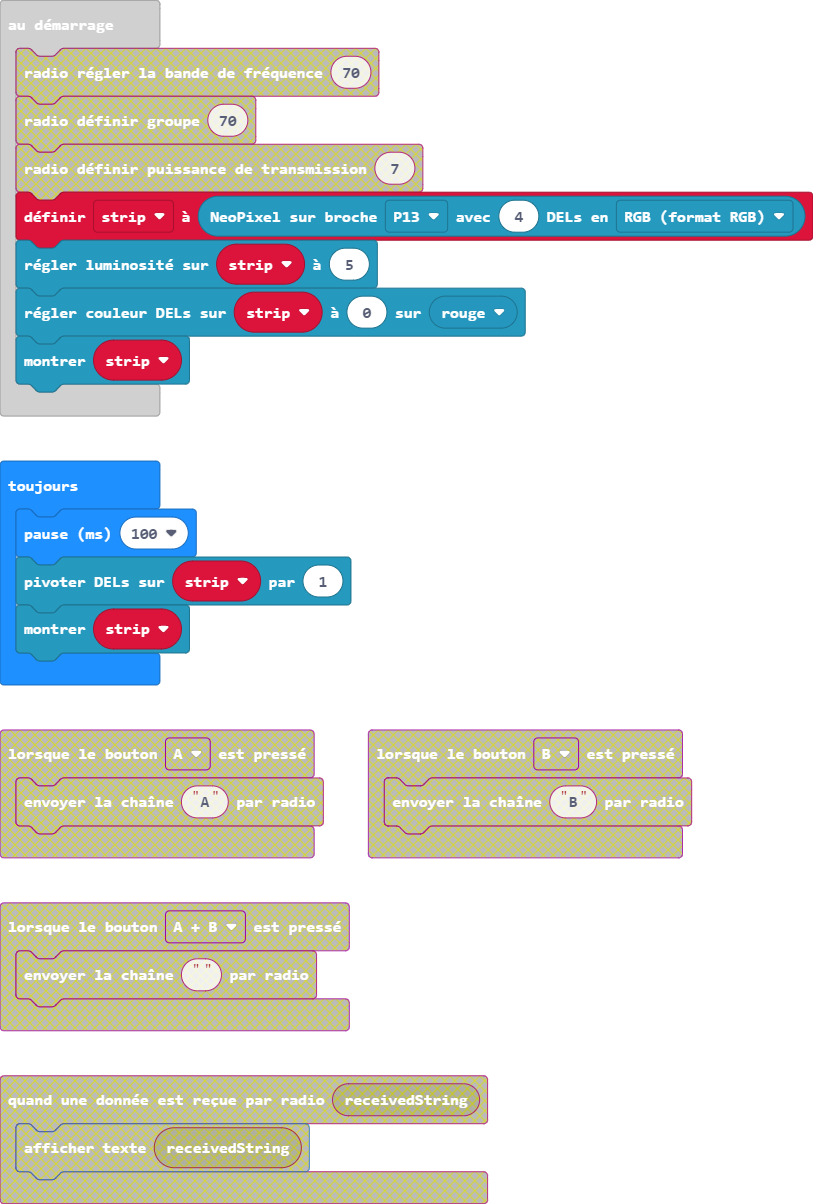 au démarrage
radio régler la bande de fréquence 70
radio définir groupe 70
radio définir puissance de transmission 7
définir strip à NeoPixel sur broche P13 avec 4 DELs en RGB (format RGB)
régler luminosité sur strip à 5
régler couleur DELs sur strip à 0 sur rouge
montrer strip
toujours
pause (ms) 100
pivoter DELs sur strip par 1
montrer strip
lorsque le bouton A est pressé
envoyer la chaîne "A" par radio
lorsque le bouton B est pressé
envoyer la chaîne "B" par radio
lorsque le bouton A + B est pressé
envoyer la chaîne "" par radio
quand une donnée est reçue par radio receivedString
afficher texte receivedString